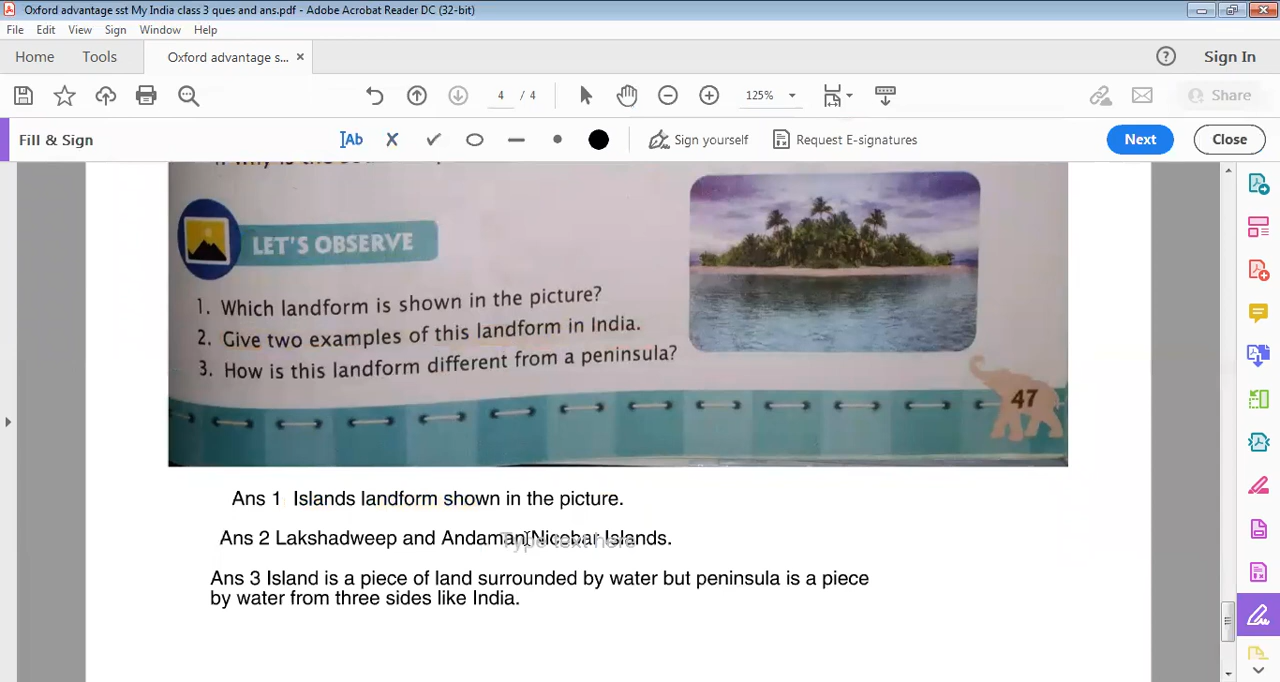 Oxford advantage sst My India class 3 ques and ans.pdf - Adobe Acrobat Reader DC (32-bit)
File Edit View Sign Window Help
Home Tools Oxford advantage s... × Sign In
4 / 4 125% Share
Fill & Sign Ab Sign yourself Request E-signatures Next Close
LET'S OBSERVE
1. Which landform is shown in the picture?
2. Give two examples of this landform in India.
3. How is this landform different from a peninsula?
47
Ans 1 Islands landform shown in the picture.
Ans 2 Lakshadweep and Andaman Nicobar Islands.
Type text here
Ans 3 Island is a piece of land surrounded by water but peninsula is a piece
by water from three sides like India.